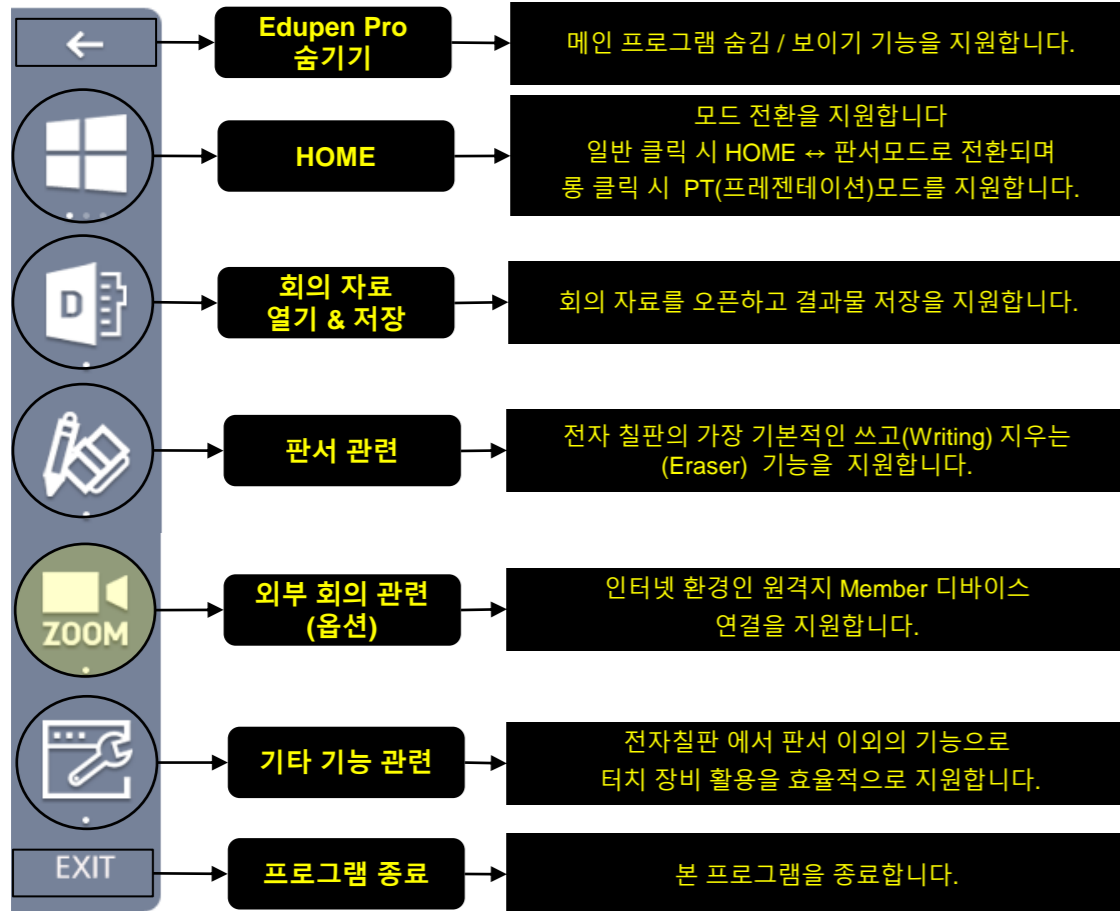 Edupen Pro
숨기기
메인 프로그램 숨김 / 보이기 기능을 지원합니다.
HOME
모드 전환을 지원합니다
일반 클릭 시 HOME ↔ 판서모드로 전환되며
롱 클릭 시 PT(프레젠테이션)모드를 지원합니다.
D
회의 자료
열기 & 저장
회의 자료를 오픈하고 결과물 저장을 지원합니다.
판서 관련
전자 칠판의 가장 기본적인 쓰고(Writing) 지우는
(Eraser) 기능을 지원합니다.
ZOOM
외부 회의 관련
(옵션)
인터넷 환경인 원격지 Member 디바이스
연결을 지원합니다.
기타 기능 관련
전자칠판 에서 판서 이외의 기능으로
터치 장비 활용을 효율적으로 지원합니다.
EXIT
프로그램 종료
본 프로그램을 종료합니다.